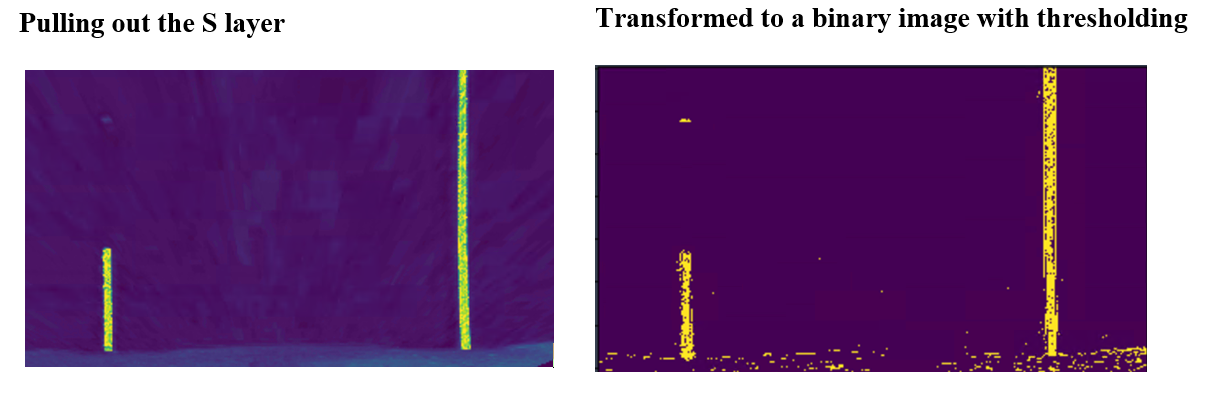 Pulling out the S layer
Transformed to a binary image with thresholding